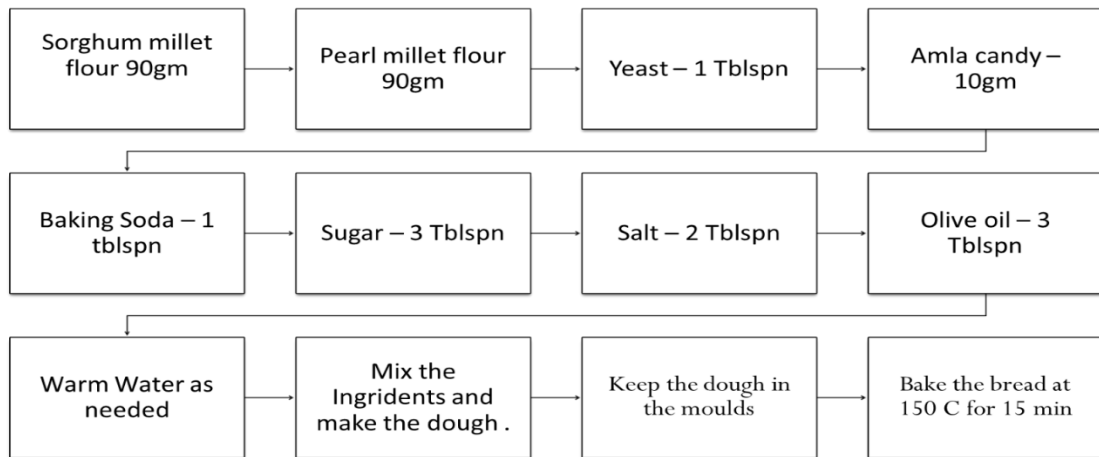 Sorghum millet
flour 90gm
Pearl millet flour
90gm
Yeast – 1 Tblspn
Amla candy –
10gm
Baking Soda – 1
tblspn
Sugar – 3 Tblspn
Salt – 2 Tblspn
Olive oil – 3
Tblspn
Warm Water as
needed
Mix the
Ingridents and
make the dough .
Keep the dough in
the moulds
Bake the bread at
150 C for 15 min